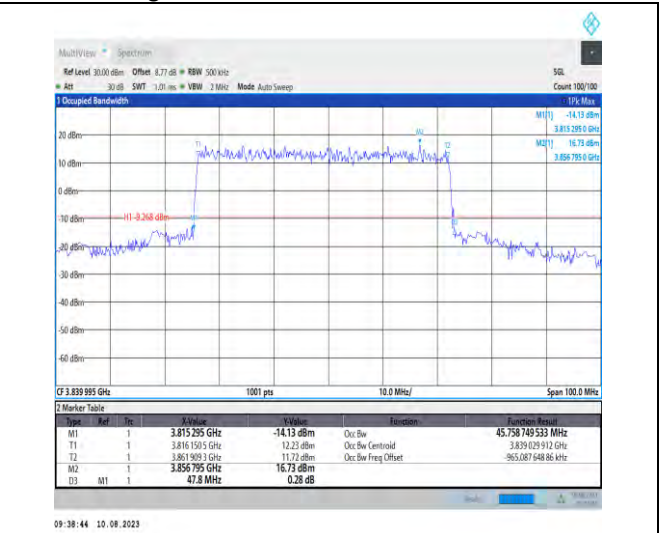 MultiView Spectrum
Ref Level 30.00 dBm Offset 8.77 dB RBW 500 kHz SGL
Att 30 dB SWT 1.01 ms VBW 2 MHz Mode Auto Sweep Count 100/100
1 Occupied Bandwidth 1Pk Max
M1[1] -14.13 dBm
3.815 295 0 GHz
20 dBm
M2[1] 16.73 dBm
3.856 795 0 GHz
M2
T1
T2
10 dBm
0 dBm
-10 dBm
H1 -9.268 dBm
M1
-20 dBm
-30 dBm
-40 dBm
-50 dBm
-60 dBm
CF 3.839 995 GHz 1001 pts 10.0 MHz/ Span 100.0 MHz
2 Marker Table
Type Ref Trc X-Value Y-Value Function Function Result
M1 1 3.815 295 GHz -14.13 dBm Occ Bw 45.758 749 533 MHz
T1 1 3.816 150 5 GHz 12.23 dBm Occ Bw Centroid 3.839 029 912 GHz
T2 1 3.861 909 3 GHz 11.72 dBm Occ Bw Freq Offset -965.087 648 86 kHz
M2 1 3.856 795 GHz 16.73 dBm
D3 M1 1 47.8 MHz 0.28 dB
09:38:44 10.08.2023